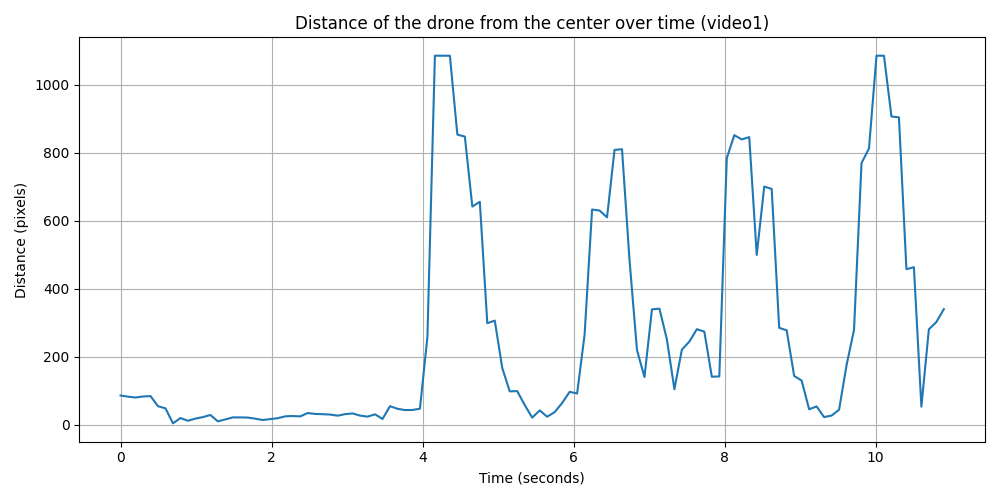 Distance of the drone from the center over time (video1)
1000
800
600
400
200
0
Distance (pixels)
0 2 4 6 8 10
Time (seconds)